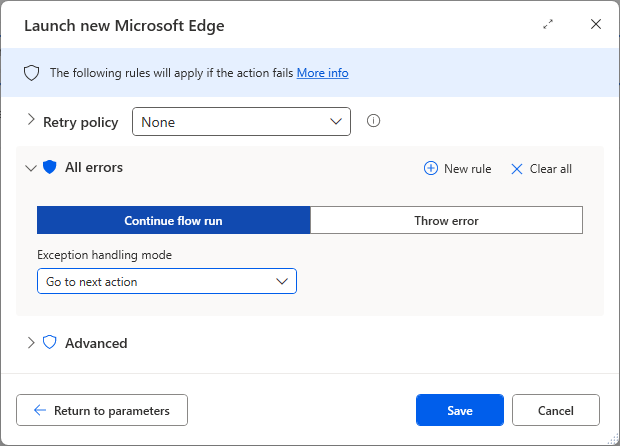 Launch new Microsoft Edge
The following rules will apply if the action fails More info
Retry policy None
All errors New rule Clear all
Continue flow run Throw error
Exception handling mode
Go to next action
Advanced
Return to parameters Save Cancel